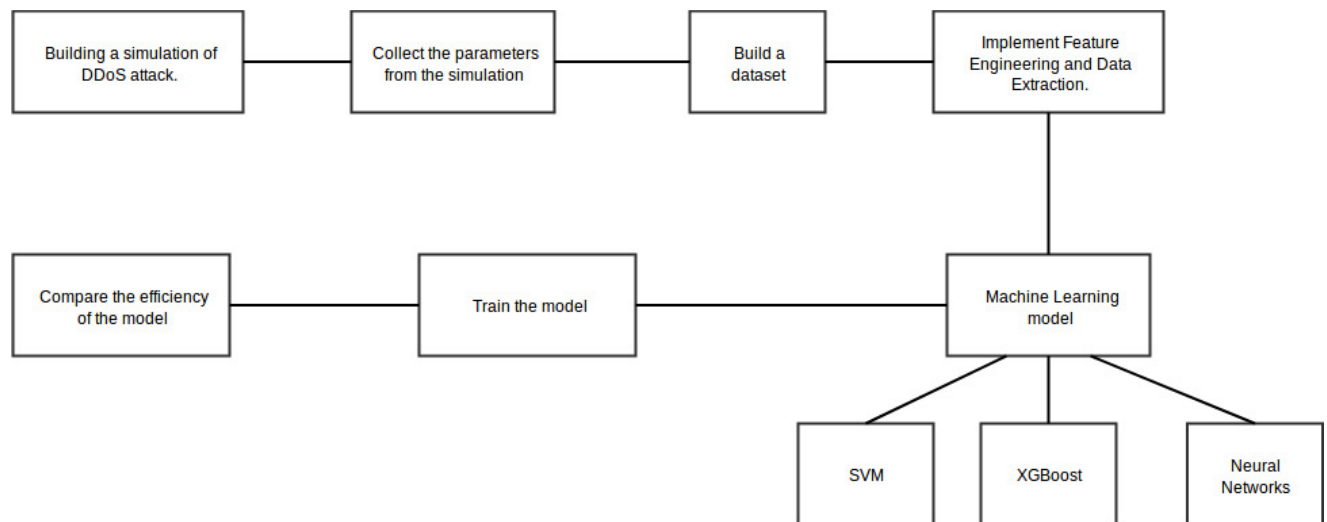 Building a simulation of
DDoS attack.
Collect the parameters
from the simulation
Build a
dataset
Implement Feature
Engineering and Data
Extraction.
Compare the efficiency
of the model
Train the model
Machine Learning
model
SVM
XGBoost
Neural
Networks